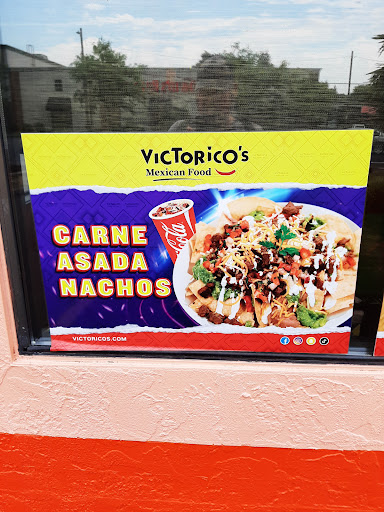 VICTORICO'S
Mexican Food
CARNE
ASADA
NACHOS
Coca-Cola
VICTORICOS.COM